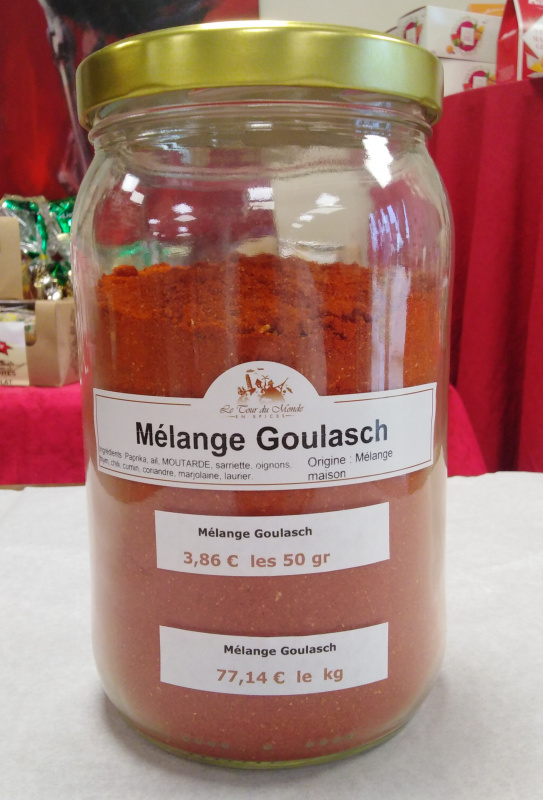 Le Tour du Monde
EN EPICES
Mélange Goulasch
Ingrédients :Paprika, ail, MOUTARDE, sarriette, oignons,
thym, chili, cumin, coriandre, marjolaine, laurier.
Origine : Mélange
maison
Mélange Goulasch
3,86 € les 50 gr
Mélange Goulasch
77,14 € le kg